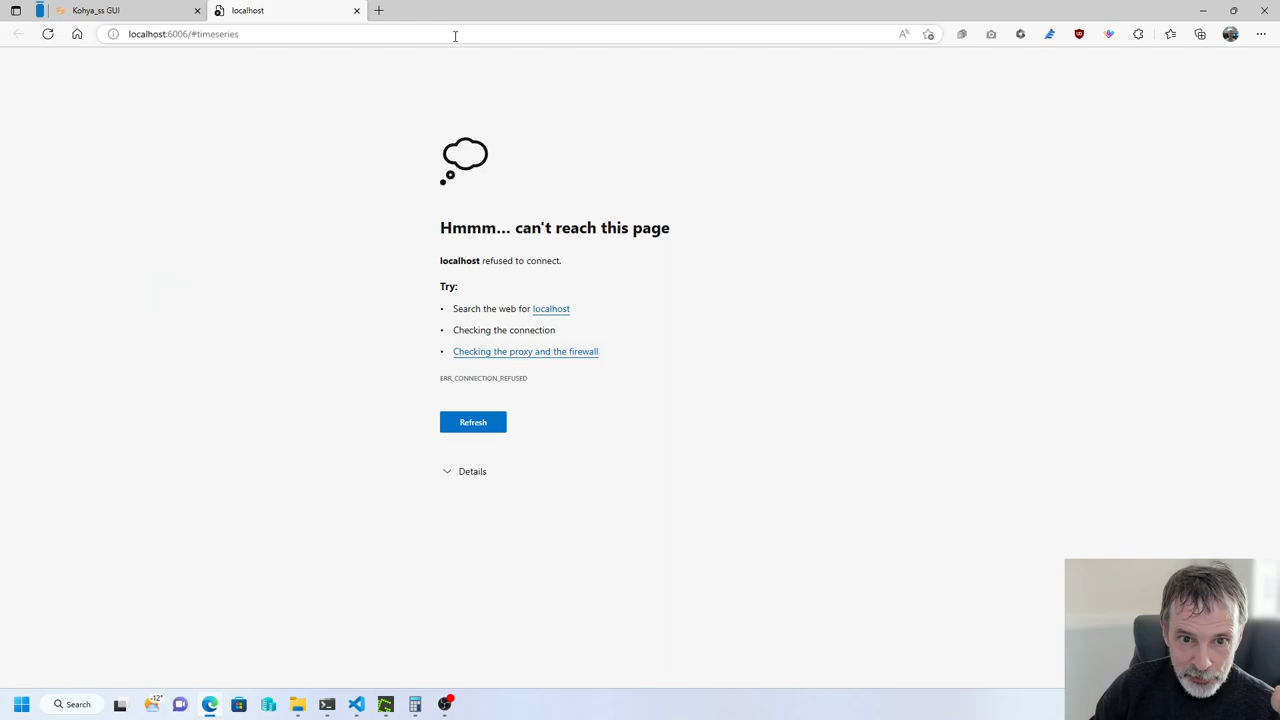 Kohya_ss GUI
localhost
localhost:6006/#timeseries
Hmmm... can't reach this page
localhost refused to connect.
Try:
• Search the web for localhost
• Checking the connection
• Checking the proxy and the firewall
ERR_CONNECTION_REFUSED
Refresh
Details
-12°
Search